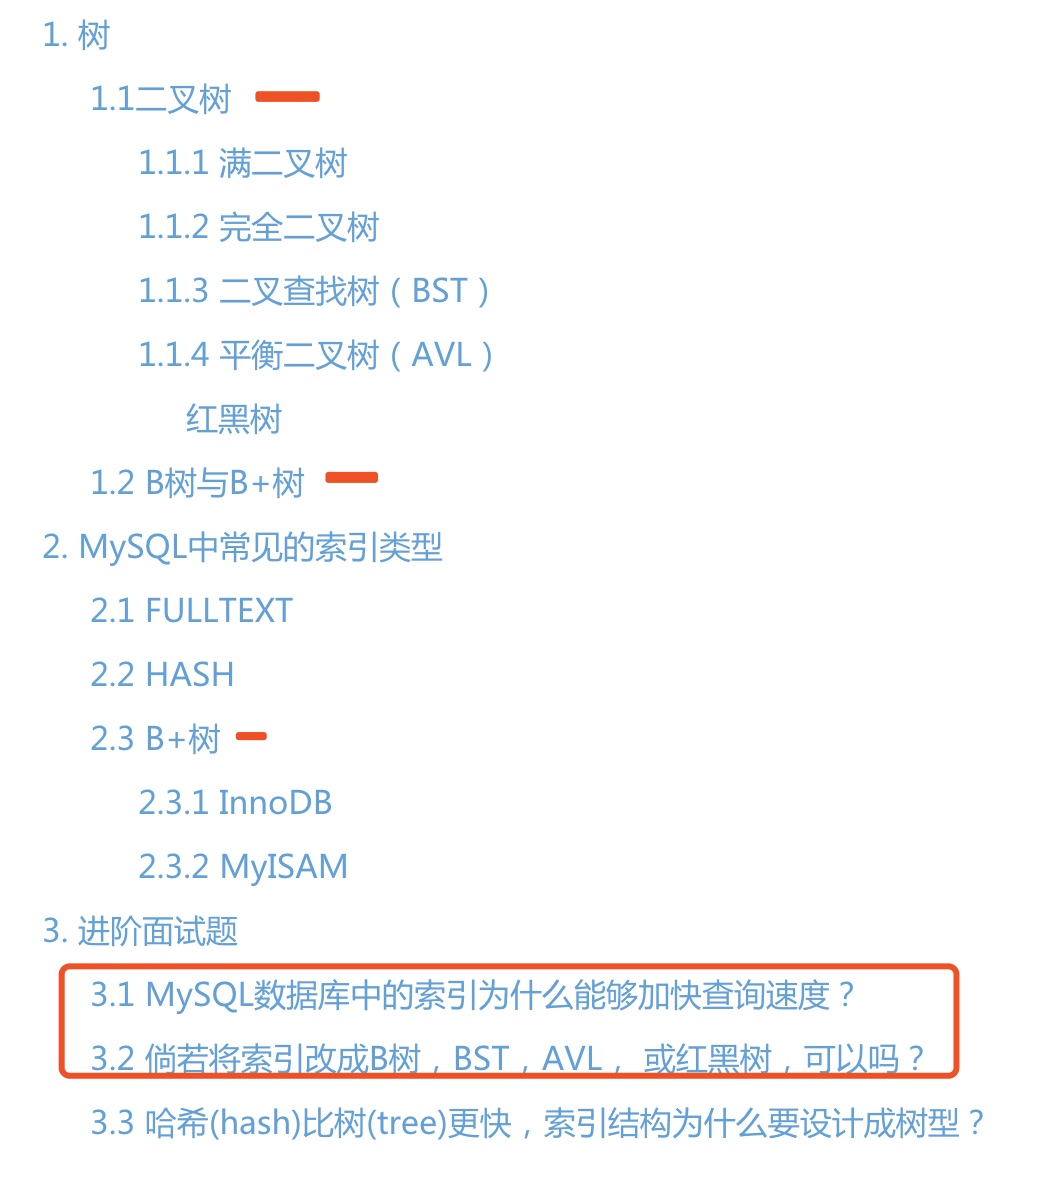 1. 树
1.1二叉树
1.1.1 满二叉树
1.1.2 完全二叉树
1.1.3 二叉查找树（BST）
1.1.4 平衡二叉树（AVL）
红黑树
1.2 B树与B+树
2. MySQL中常见的索引类型
2.1 FULLTEXT
2.2 HASH
2.3 B+树
2.3.1 InnoDB
2.3.2 MyISAM
3. 进阶面试题
3.1 MySQL数据库中的索引为什么能够加快查询速度？
3.2 倘若将索引改成B树，BST，AVL， 或红黑树，可以吗？
3.3 哈希(hash)比树(tree)更快，索引结构为什么要设计成树型？